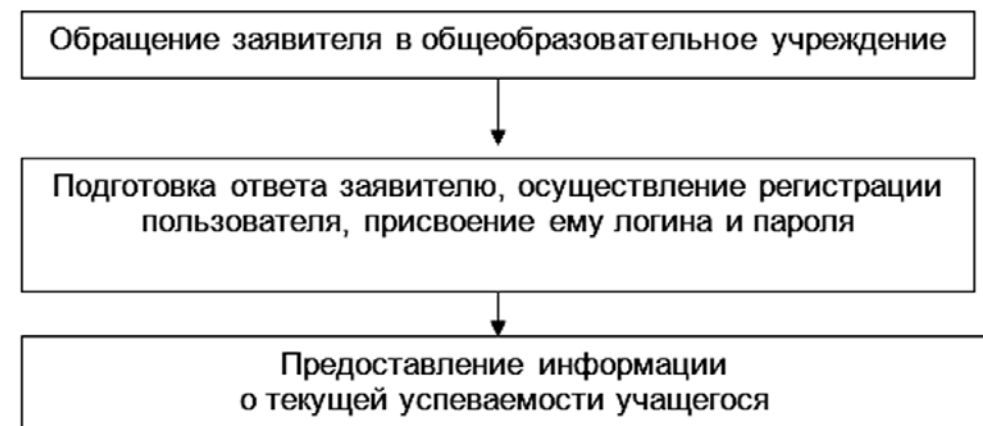 Обращение заявителя в общеобразовательное учреждение
Подготовка ответа заявителю, осуществление регистрации
пользователя, присвоение ему логина и пароля
Предоставление информации
о текущей успеваемости учащегося